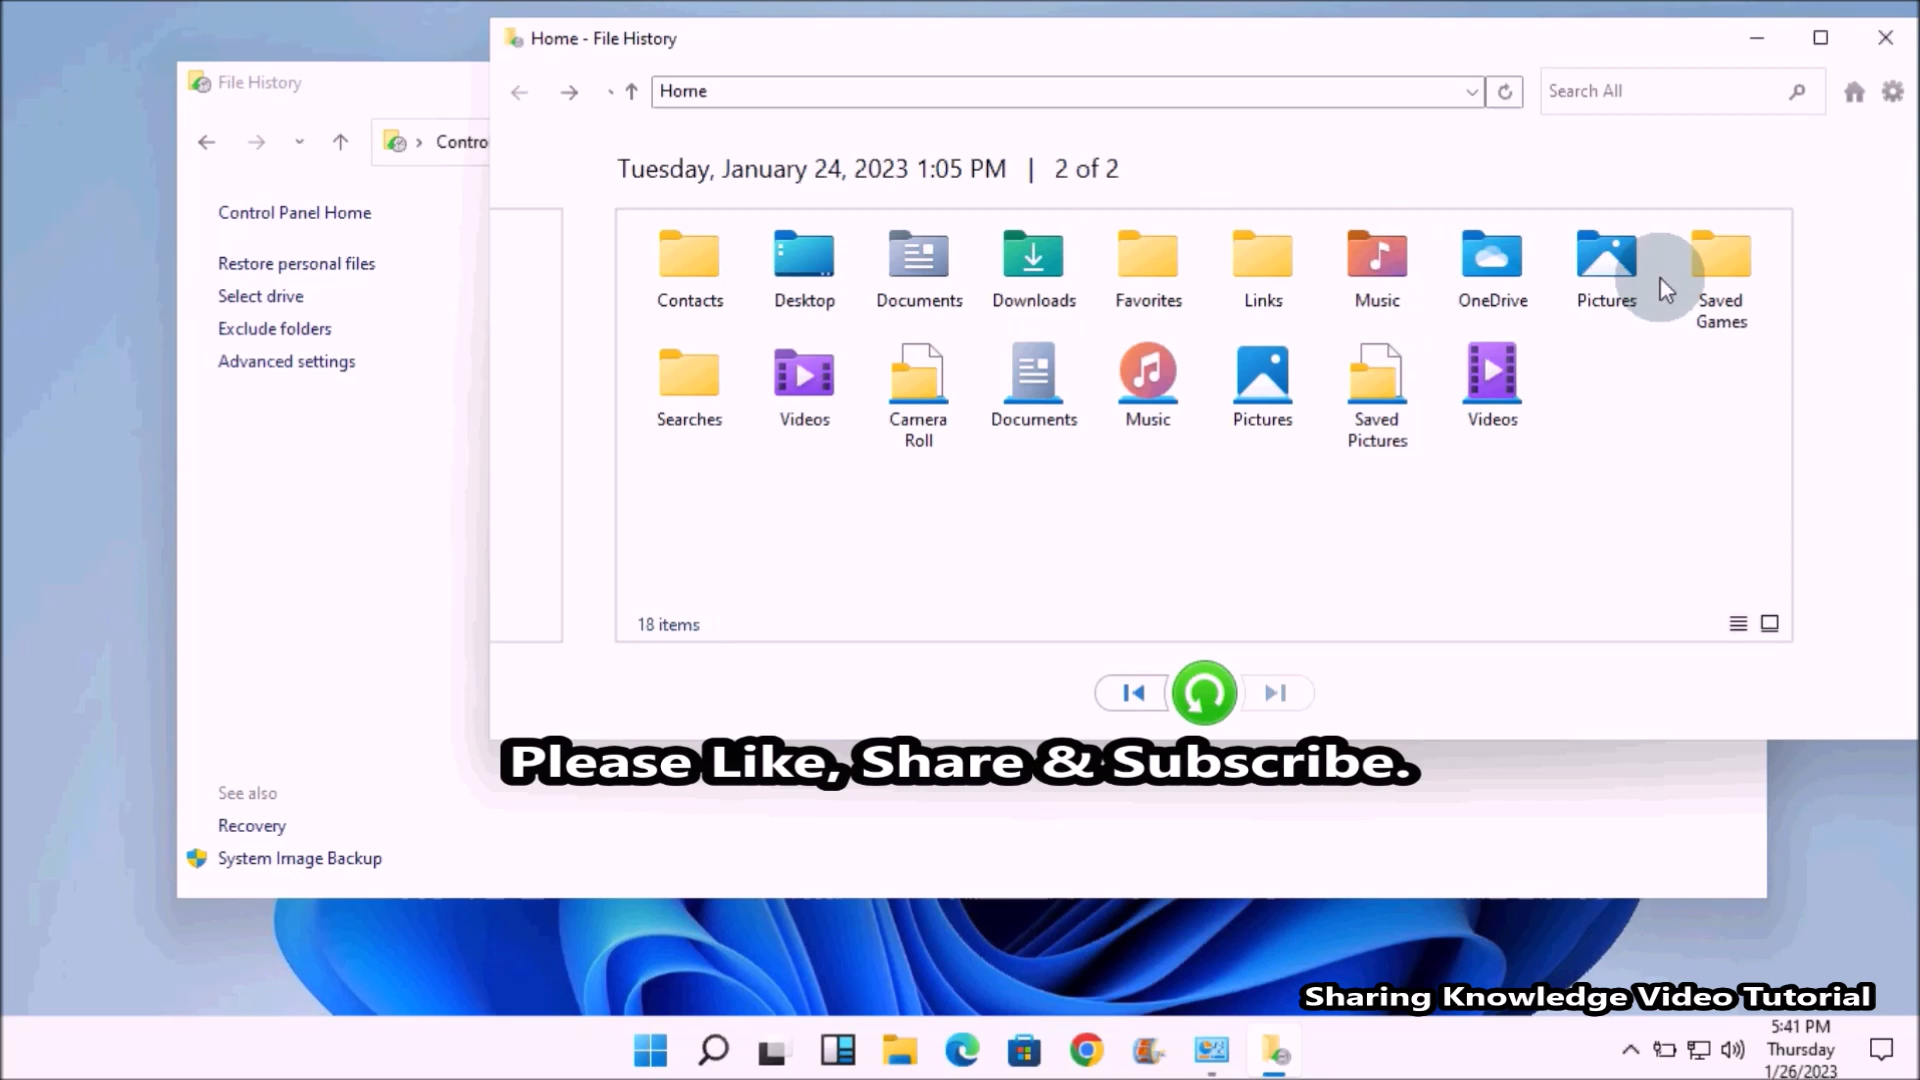 Home - File History
Home
Search All
File History
Contro
Tuesday, January 24, 2023 1:05 PM | 2 of 2
Control Panel Home
Restore personal files
Select drive
Exclude folders
Advanced settings
Contacts
Desktop
Documents
Downloads
Favorites
Links
Music
OneDrive
Pictures
Saved
Games
Searches
Videos
Camera
Roll
Documents
Music
Pictures
Saved
Pictures
Videos
18 items
Please Like, Share & Subscribe.
See also
Recovery
System Image Backup
Sharing Knowledge Video Tutorial
5:41 PM
Thursday
1/26/2023